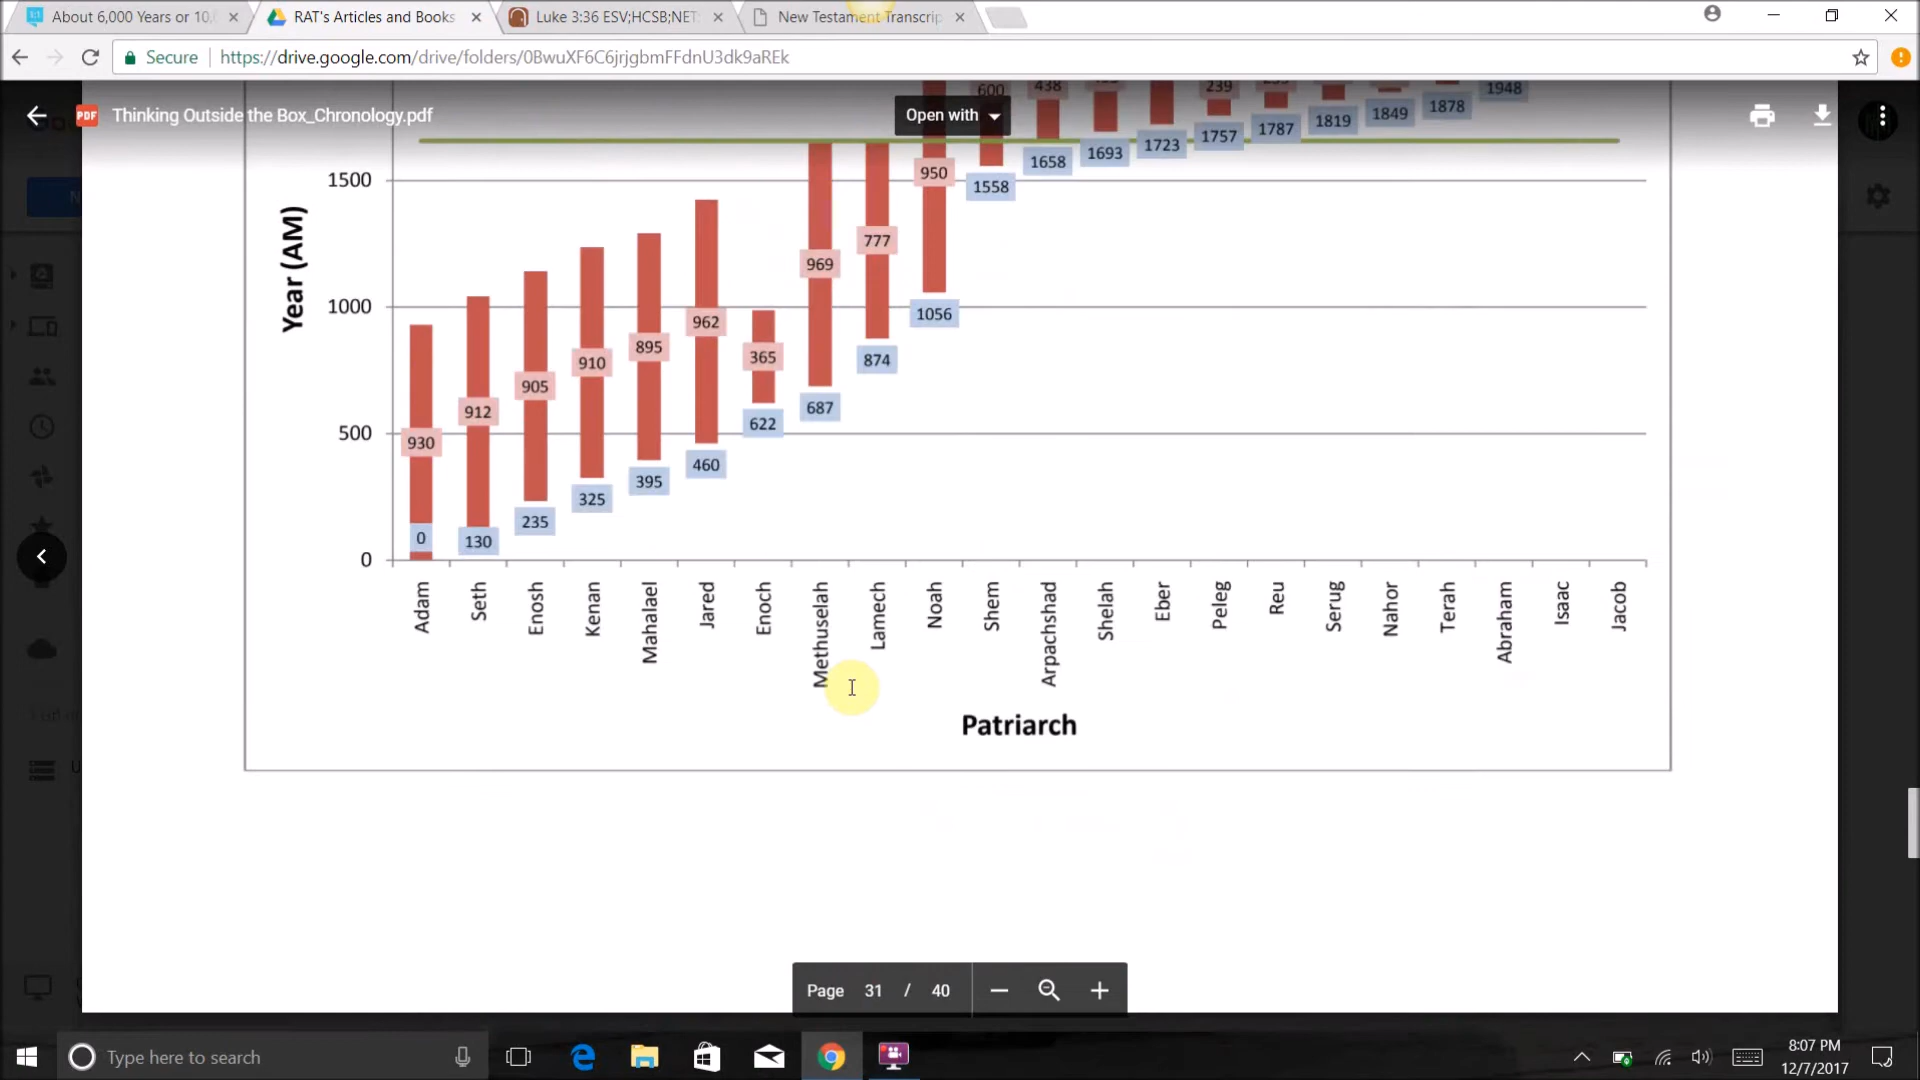 About 6,000 Years or 10,
RAT's Articles and Books
Luke 3:36 ESV;HCSB;NET
New Testament Transcrip
Secure
https://drive.google.com/drive/folders/0BwuXF6C6jrjgbmFFdnU3dk9aREk
PDF
Thinking Outside the Box_Chronology.pdf
Open with
600
438
239
1948
1878
1849
1819
1787
1757
1723
1693
1658
1558
950
1500
777
969
1000
1056
962
895
910
365
874
905
912
687
622
500
930
460
395
325
235
130
0
0
Year (AM)
Adam
Seth
Enosh
Kenan
Mahalael
Jared
Enoch
Methuselah
Lamech
Noah
Shem
Arpachshad
Shelah
Eber
Peleg
Reu
Serug
Nahor
Terah
Abraham
Isaac
Jacob
Patriarch
Page 31 / 40
Type here to search
8:07 PM
12/7/2017